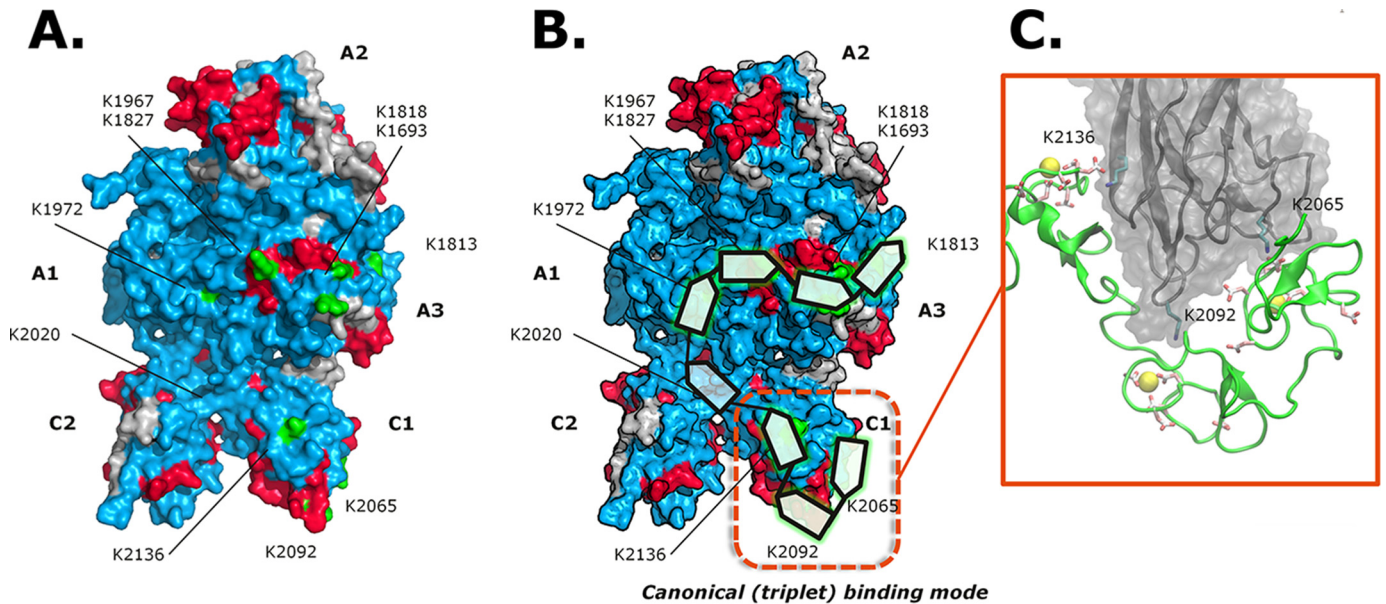 A.
A2
K1967
K1827
K1818
K1693
K1972
K1813
A1
A3
K2020
C2
C1
K2065
K2136
K2092
B.
A2
K1967
K1827
K1818
K1693
K1972
K1813
A1
A3
K2020
C2
C1
K2065
K2136
K2092
Canonical (triplet) binding mode
C.
K2136
K2065
K2092